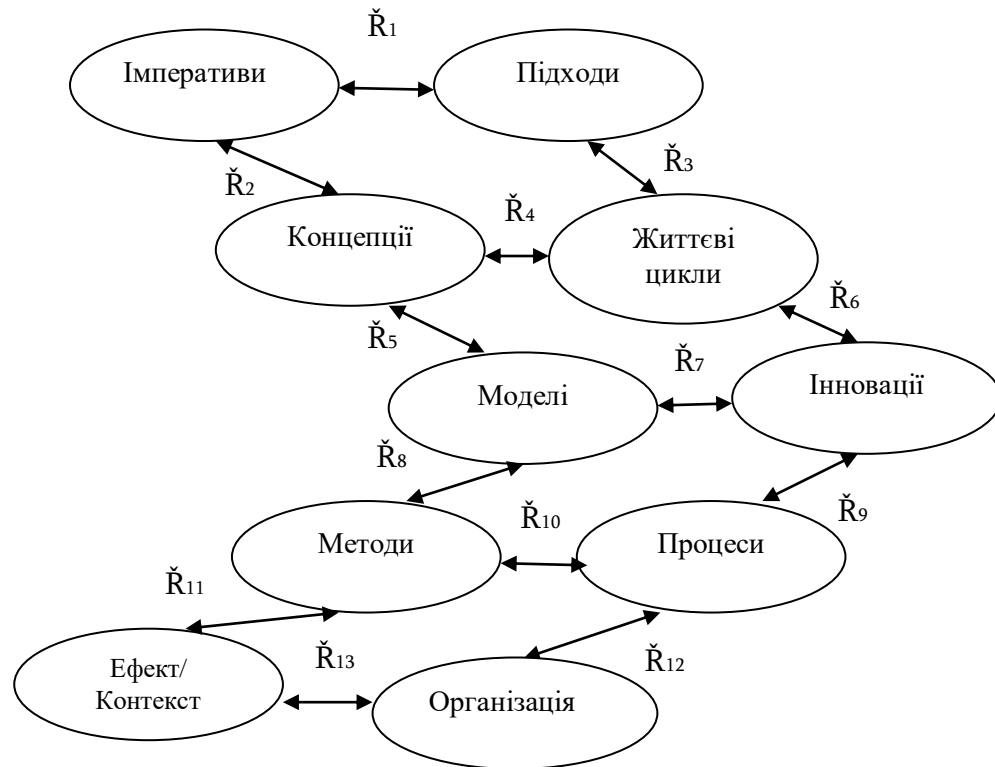 Ř1
Імперативи
Підходи
Ř2
Ř3
Концепції
Ř4
Життєві
цикли
Ř5
Ř6
Моделі
Ř7
Інновації
Ř8
Ř9
Методи
Ř10
Процеси
Ř11
Ř12
Ефект/
Контекст
Ř13
Організація